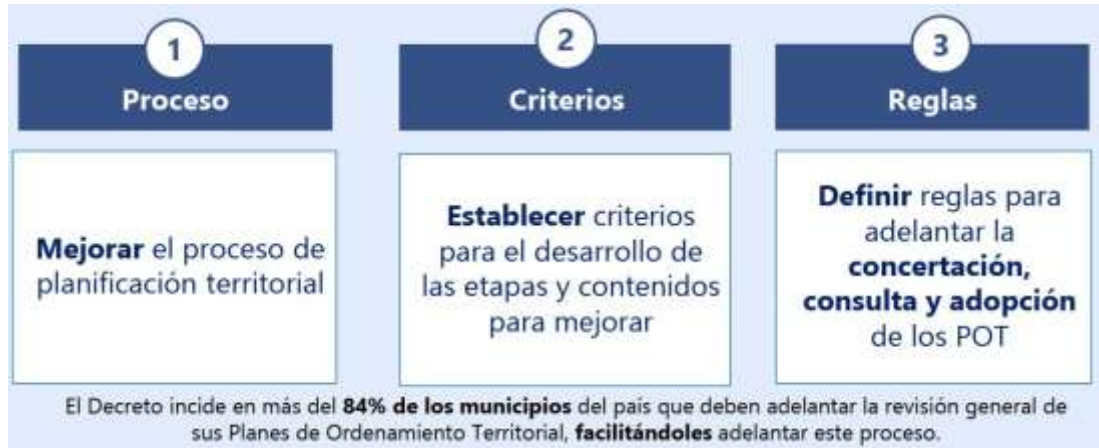 1
Proceso
Mejorar el proceso de
planificación territorial
2
Criterios
Establecer criterios
para el desarrollo de
las etapas y contenidos
para mejorar
3
Reglas
Definir reglas para
adelantar la
concertación,
consulta y adopción
de los POT
El Decreto incide en más del 84% de los municipios del país que deben adelantar la revisión general de
sus Planes de Ordenamiento Territorial, facilitándoles adelantar este proceso.